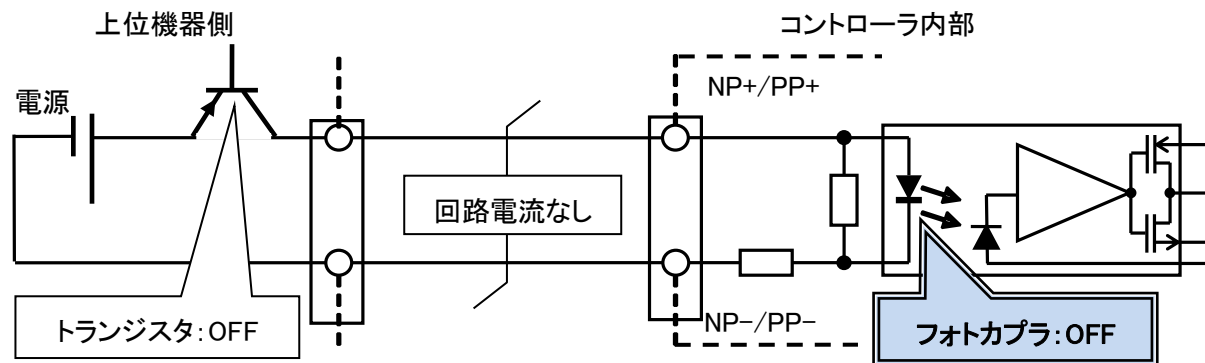 上位機器側
コントローラ内部
電源
NP+/PP+
回路電流なし
トランジスタ:OFF
NP-/PP-
フォトカプラ:OFF